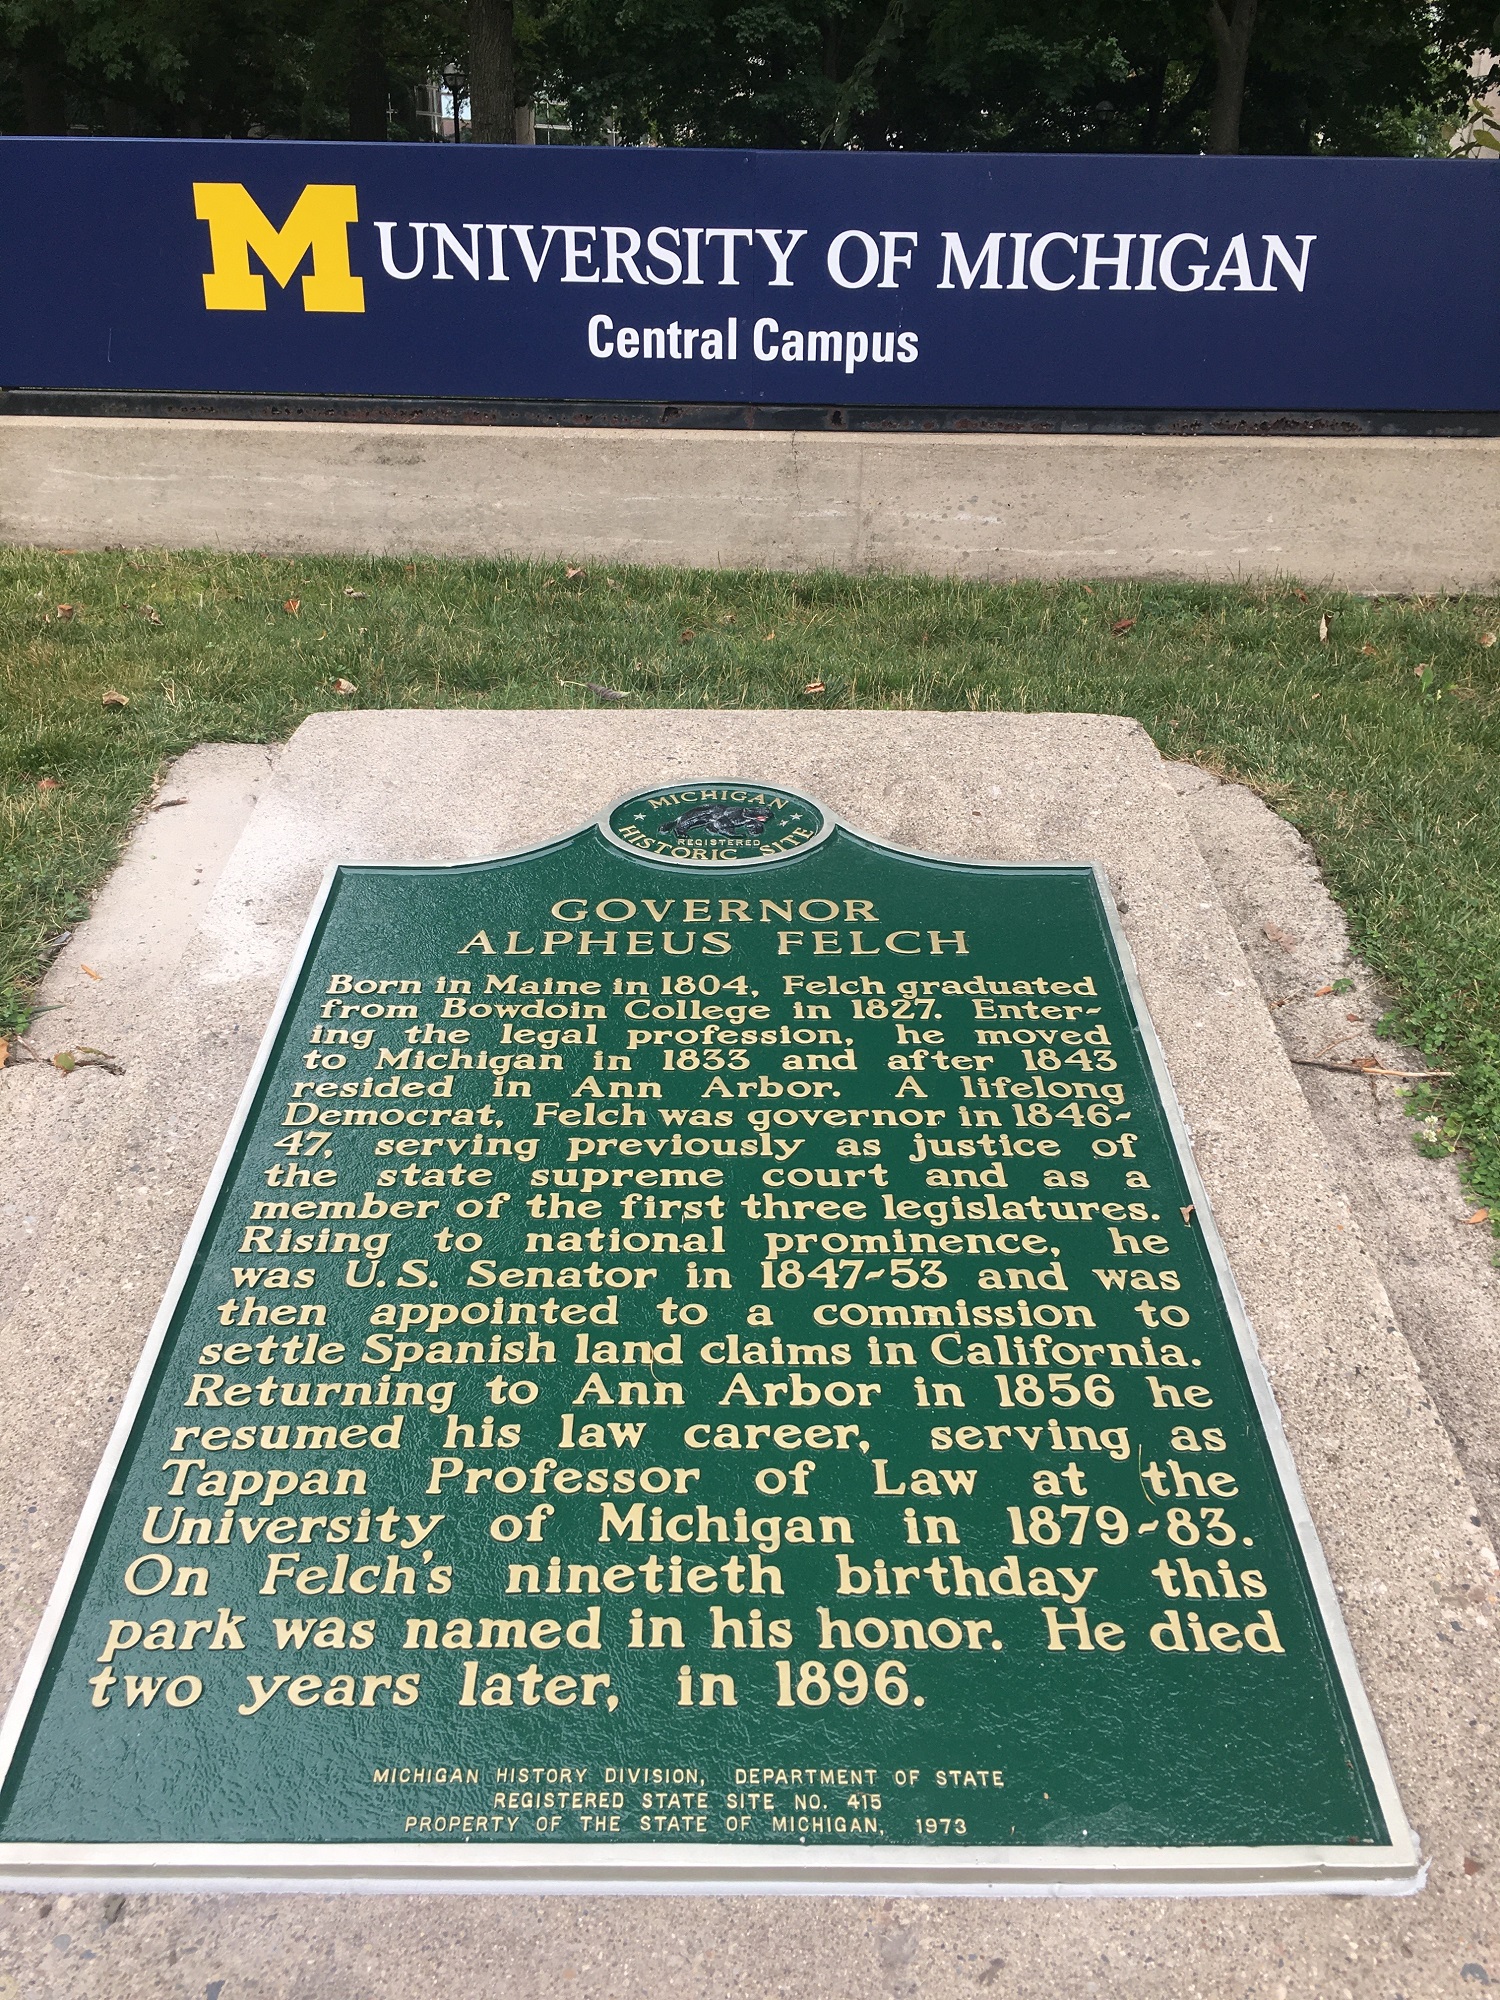 M UNIVERSITY OF MICHIGAN
Central Campus
MICHIGAN
REGISTERED
HISTORIC SITE
GOVERNOR
ALPHEUS FELCH
Born in Maine in 1804, Felch graduated
from Bowdoin College in 1827. Enter-
ing the legal profession, he moved
to Michigan in 1833 and after 1843
resided in Ann Arbor. A lifelong
Democrat, Felch was governor in 1846-
47, serving previously as justice of
the state supreme court and as a
member of the first three legislatures.
Rising to national prominence, he
was U.S. Senator in 1847-53 and was
then appointed to a commission to
settle Spanish land claims in California.
Returning to Ann Arbor in 1856 he
resumed his law career, serving as
Tappan Professor of Law at the
University of Michigan in 1879-83.
On Felch's ninetieth birthday this
park was named in his honor. He died
two years later, in 1896.
MICHIGAN HISTORY DIVISION, DEPARTMENT OF STATE
REGISTERED STATE SITE NO. 415
PROPERTY OF THE STATE OF MICHIGAN, 1973